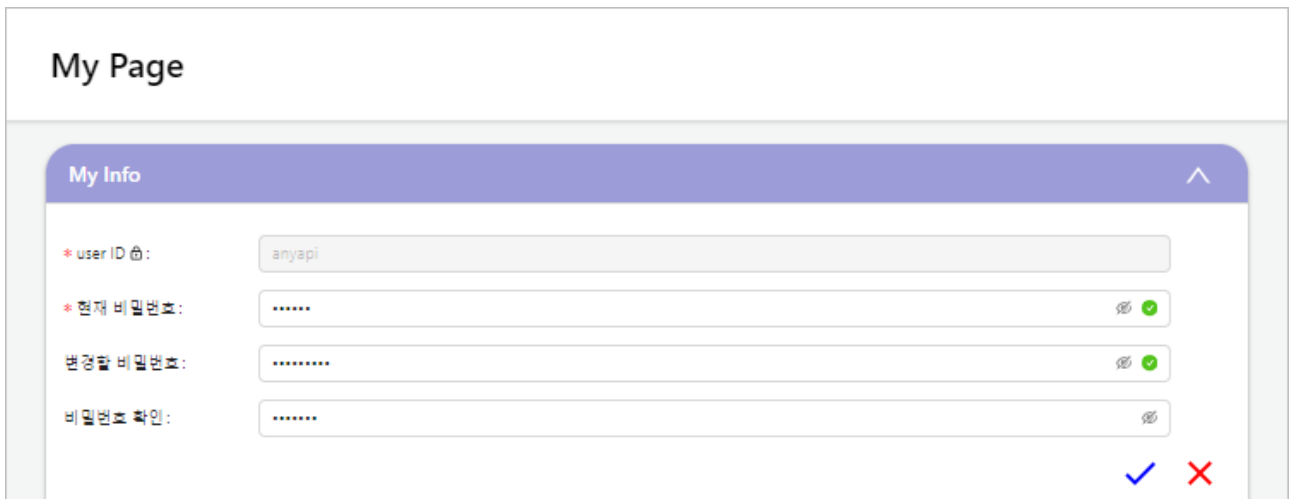 My Page
My Info
* user ID : anyapi
* 현재 비밀번호 : ••••••
변경할 비밀번호 : •••••••••
비밀번호 확인 : •••••••